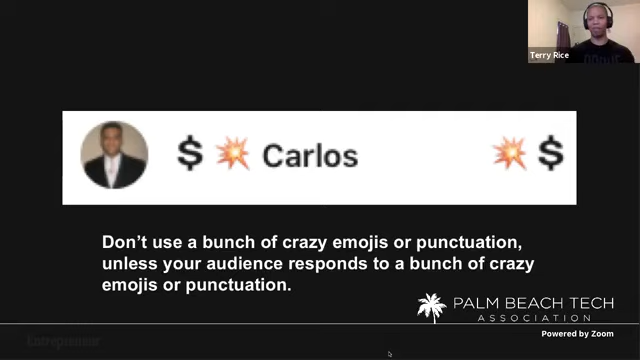 Terry Rice
$ 💥 Carlos 💥 $
Don't use a bunch of crazy emojis or punctuation,
unless your audience responds to a bunch of crazy
emojis or punctuation.
PALM BEACH TECH
ASSOCIATION
Powered by Zoom
Entrepreneur